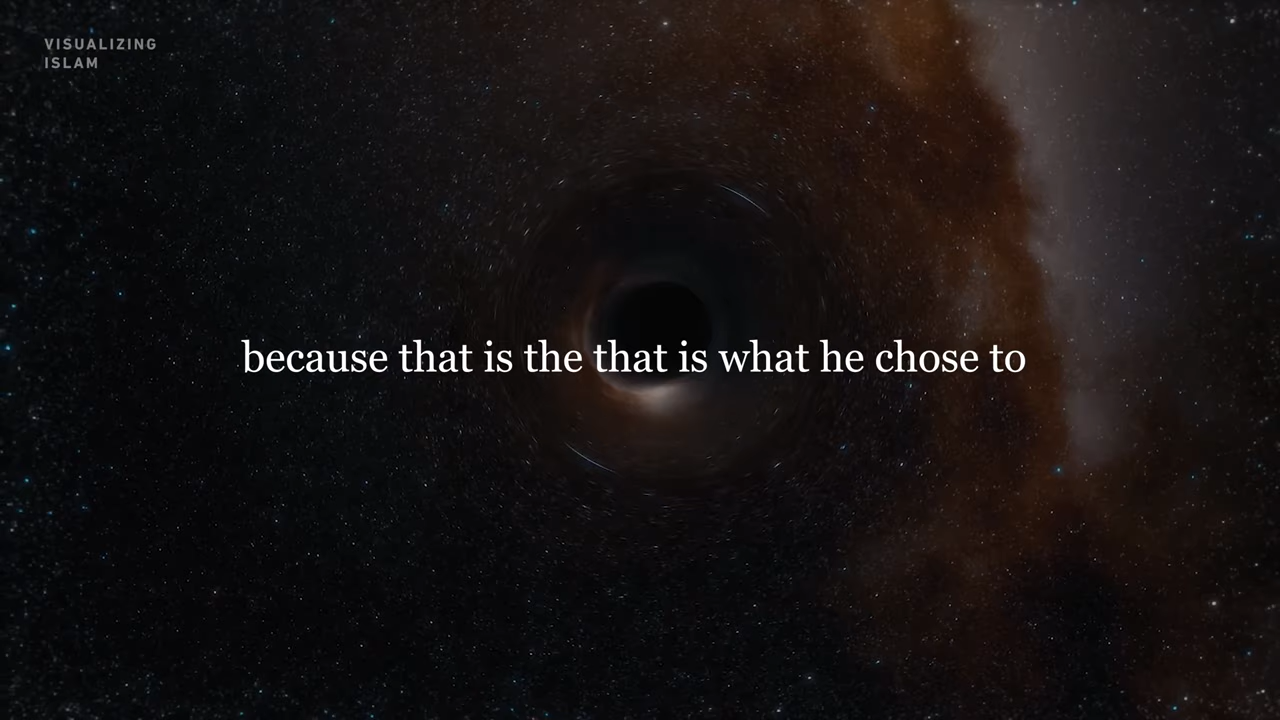 VISUALIZING
ISLAM
because that is the that is what he chose to